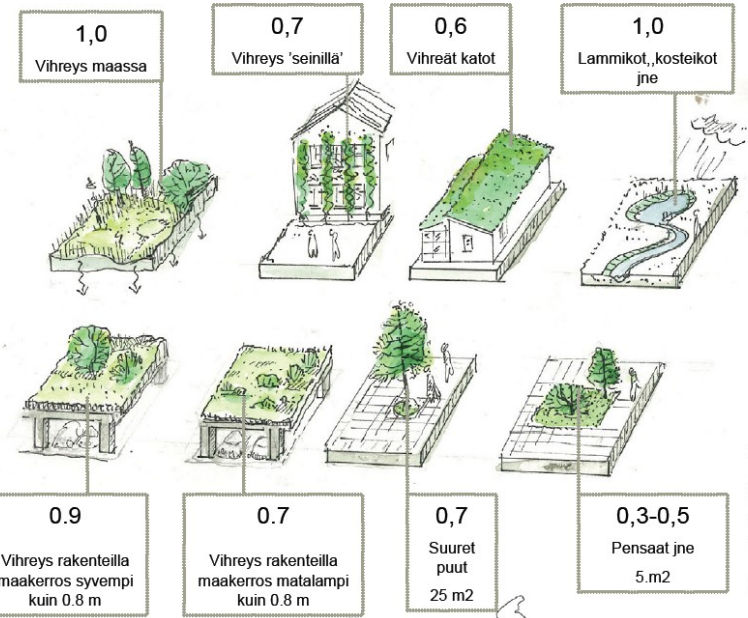 1,0
Vihreys maassa
0,7
Vihreys 'seinillä'
0,6
Vihreät katot
1,0
Lammikot,,kosteikot
jne
0.9
Vihreys rakenteilla
maakerros syvempi
kuin 0.8 m
0.7
Vihreys rakenteilla
maakerros matalampi
kuin 0.8 m
0,7
Suuret
puut
25 m2
0,3-0,5
Pensaat jne
5.m2